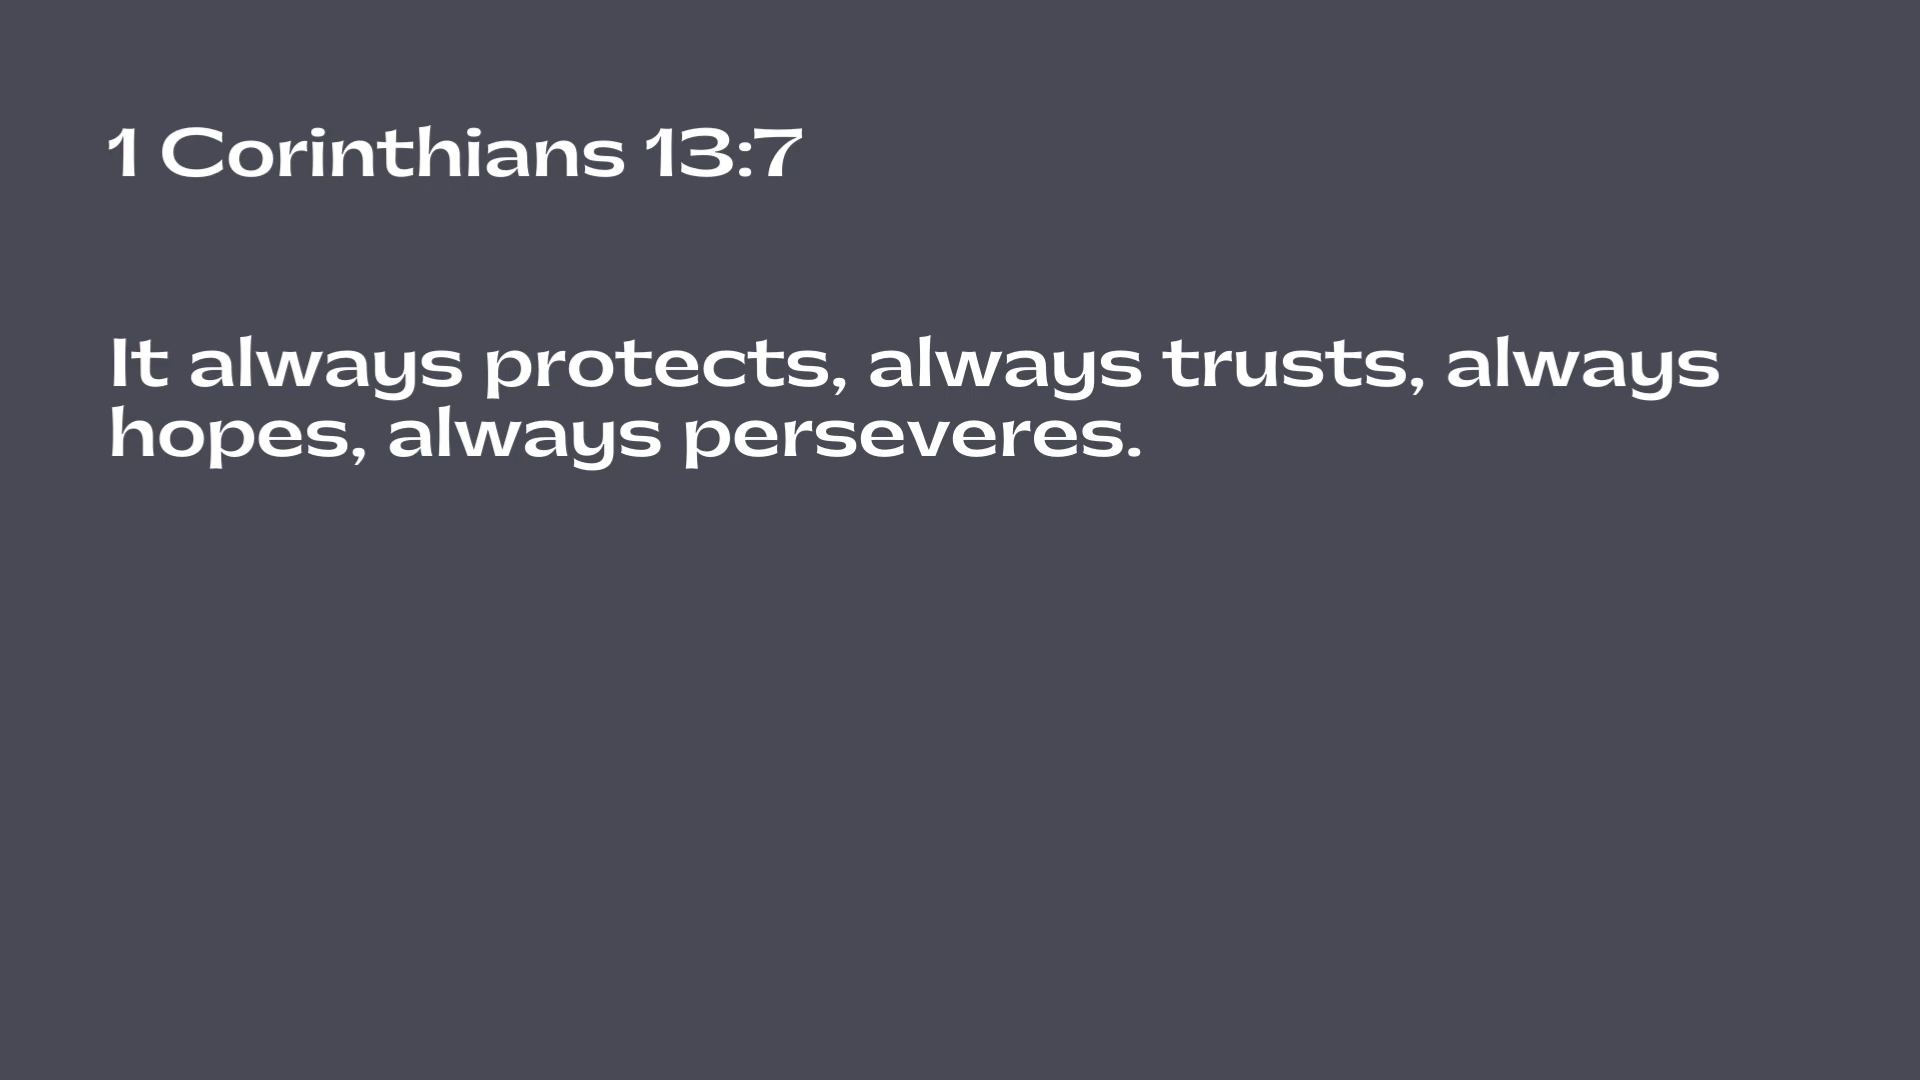 1 Corinthians 13:7
It always protects, always trusts, always
hopes, always perseveres.